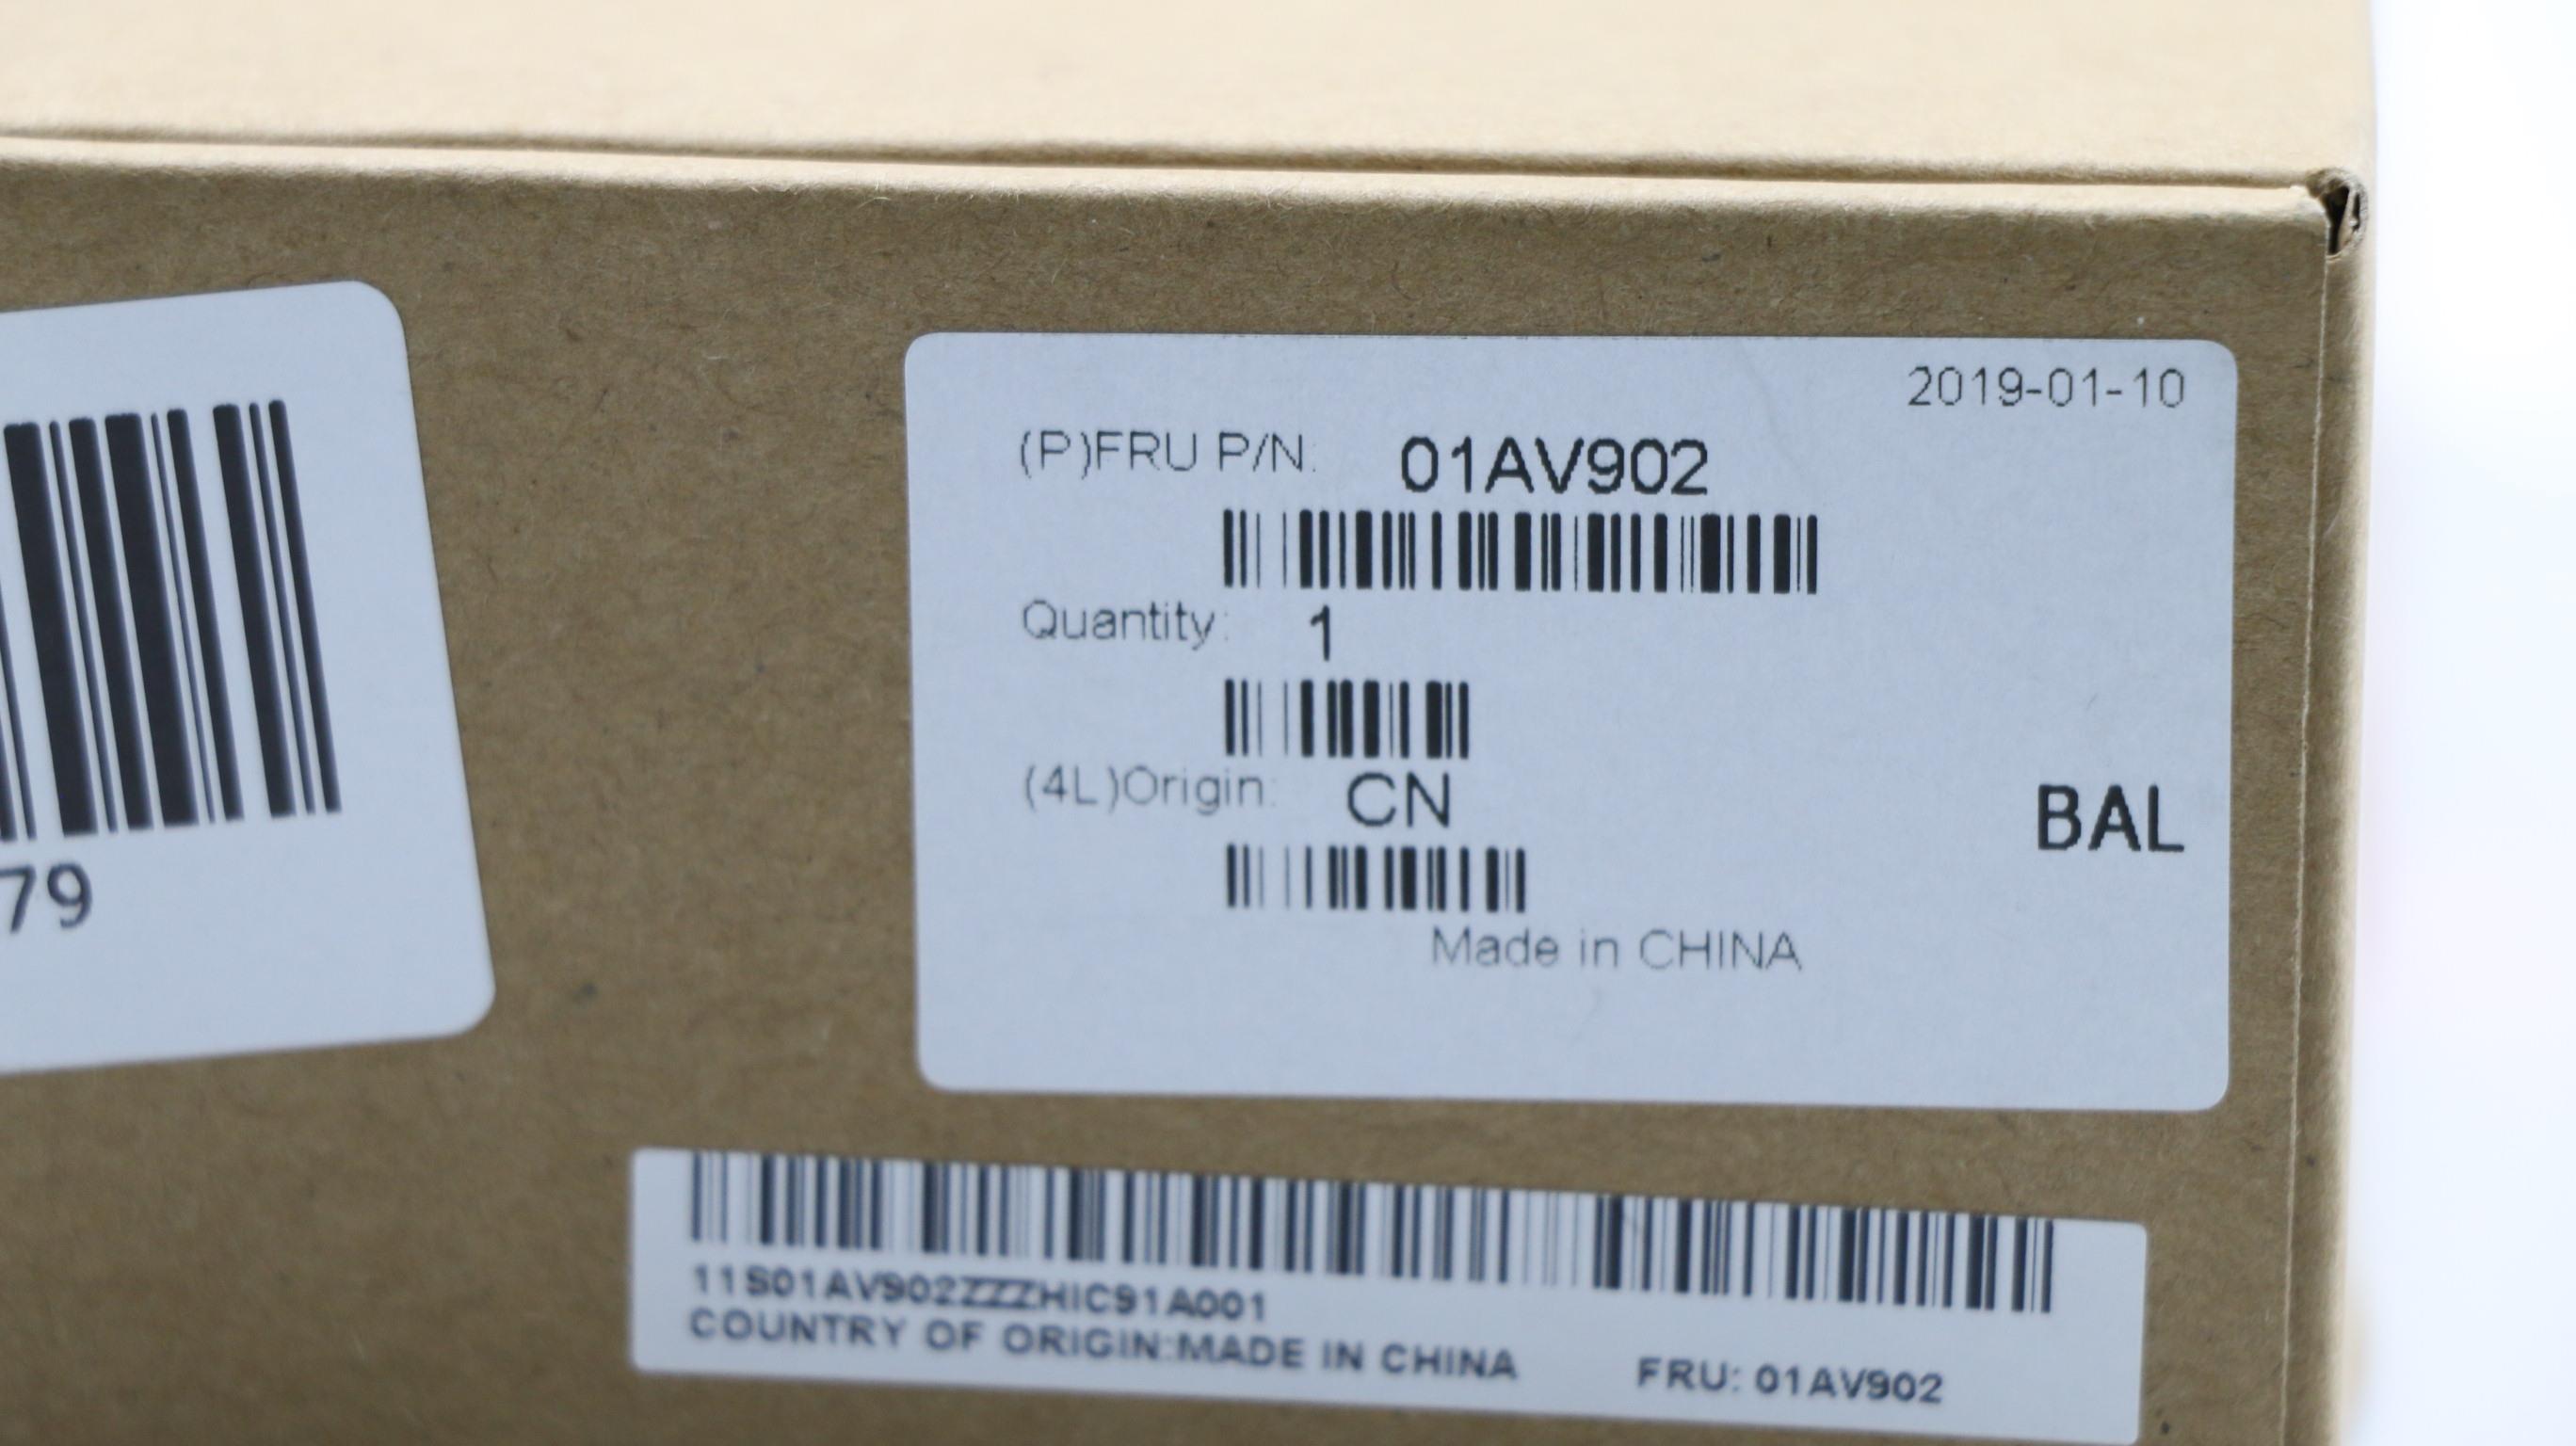 2019-01-10
(P)FRU P/N: 01AV902
Quantity: 1
(4L)Origin: CN
BAL
Made in CHINA
79
11S01AV902ZZZHIC91A001
COUNTRY OF ORIGIN:MADE IN CHINA FRU: 01AV902